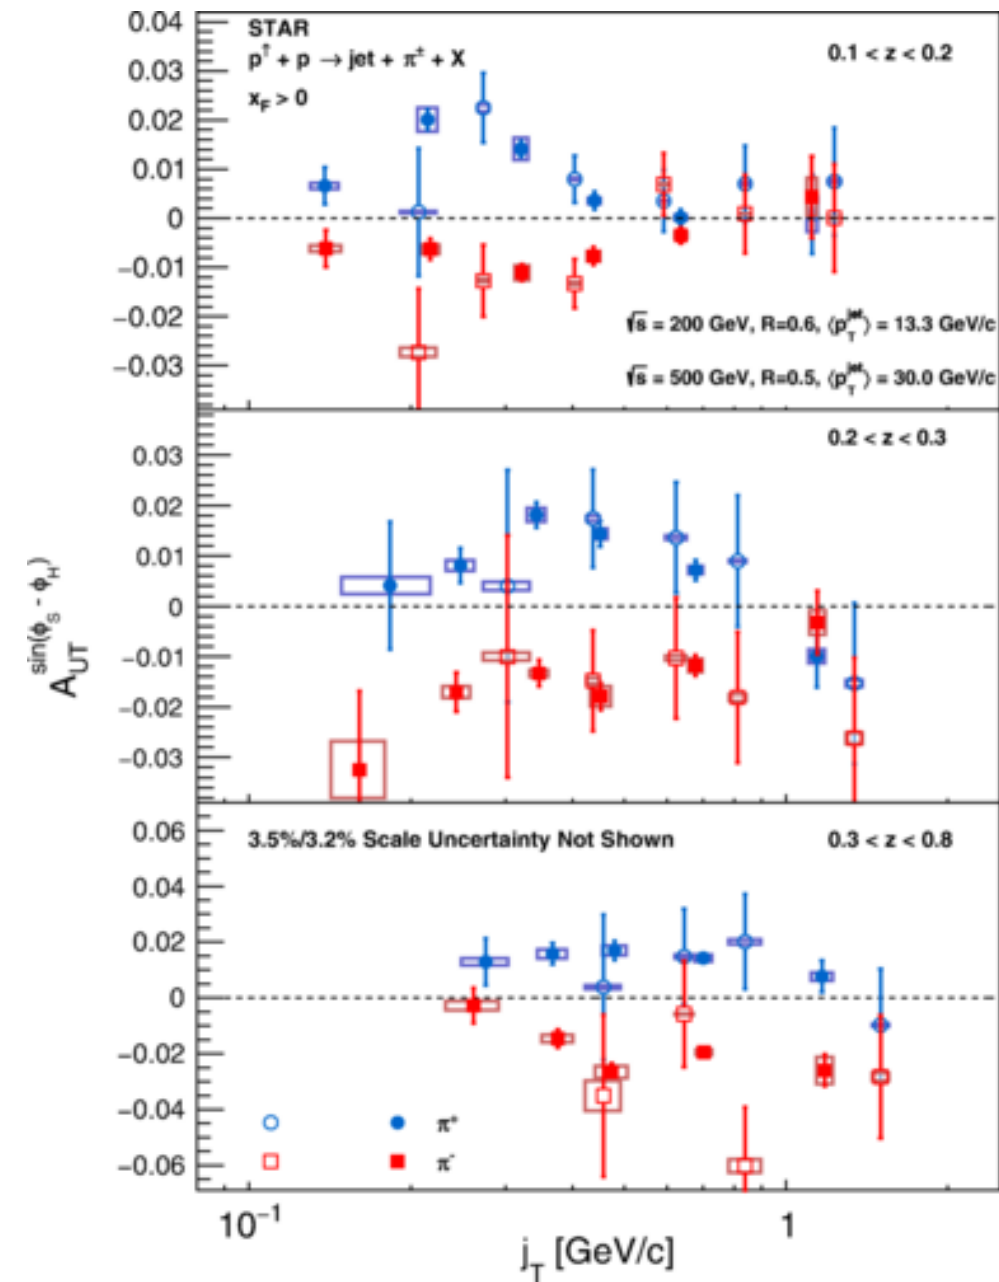 STAR
p↑ + p → jet + π± + X
x_F > 0
0.1 < z < 0.2
0.04
0.03
0.02
0.01
0
−0.01
−0.02
−0.03
√s = 200 GeV, R=0.6, ⟨p_T^jet⟩ = 13.3 GeV/c
√s = 500 GeV, R=0.5, ⟨p_T^jet⟩ = 30.0 GeV/c
0.2 < z < 0.3
0.03
0.02
0.01
0
−0.01
−0.02
−0.03
A_UT^sin(ϕ_S - ϕ_H)
3.5%/3.2% Scale Uncertainty Not Shown
0.3 < z < 0.8
0.06
0.04
0.02
0
−0.02
−0.04
−0.06
π⁺
π⁻
10⁻¹
1
j_T [GeV/c]